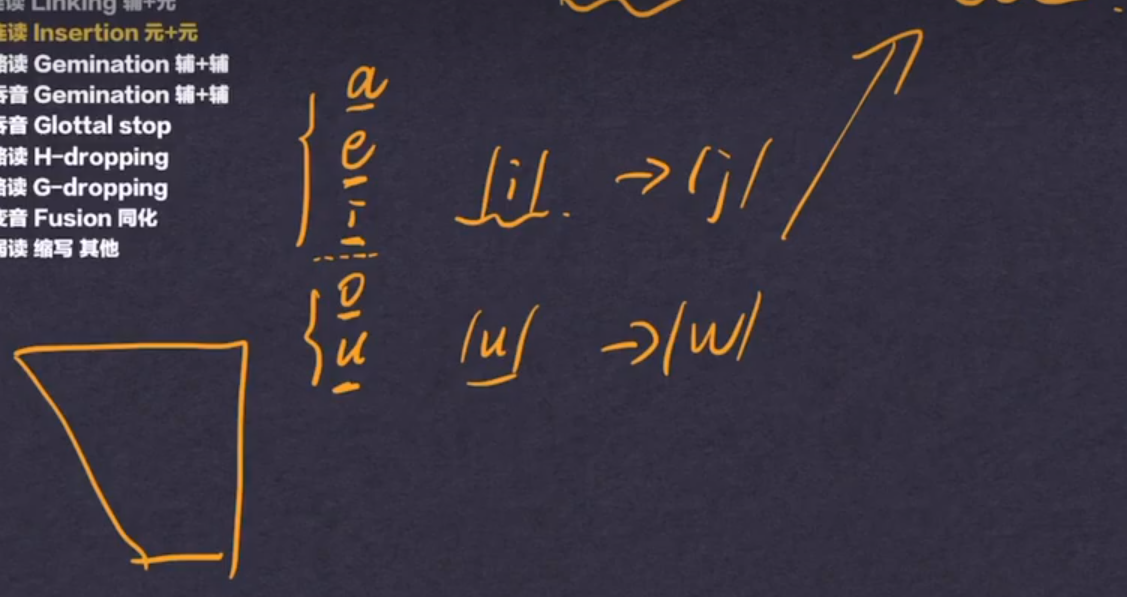 Linking 辅+元
连读 Insertion 元+元
略读 Gemination 辅+辅
吞音 Gemination 辅+辅
吞音 Glottal stop
略读 H-dropping
略读 G-dropping
变音 Fusion 同化
弱读 缩写 其他
a
e
i
/i/. → /j/
o
u
/u/ → /w/